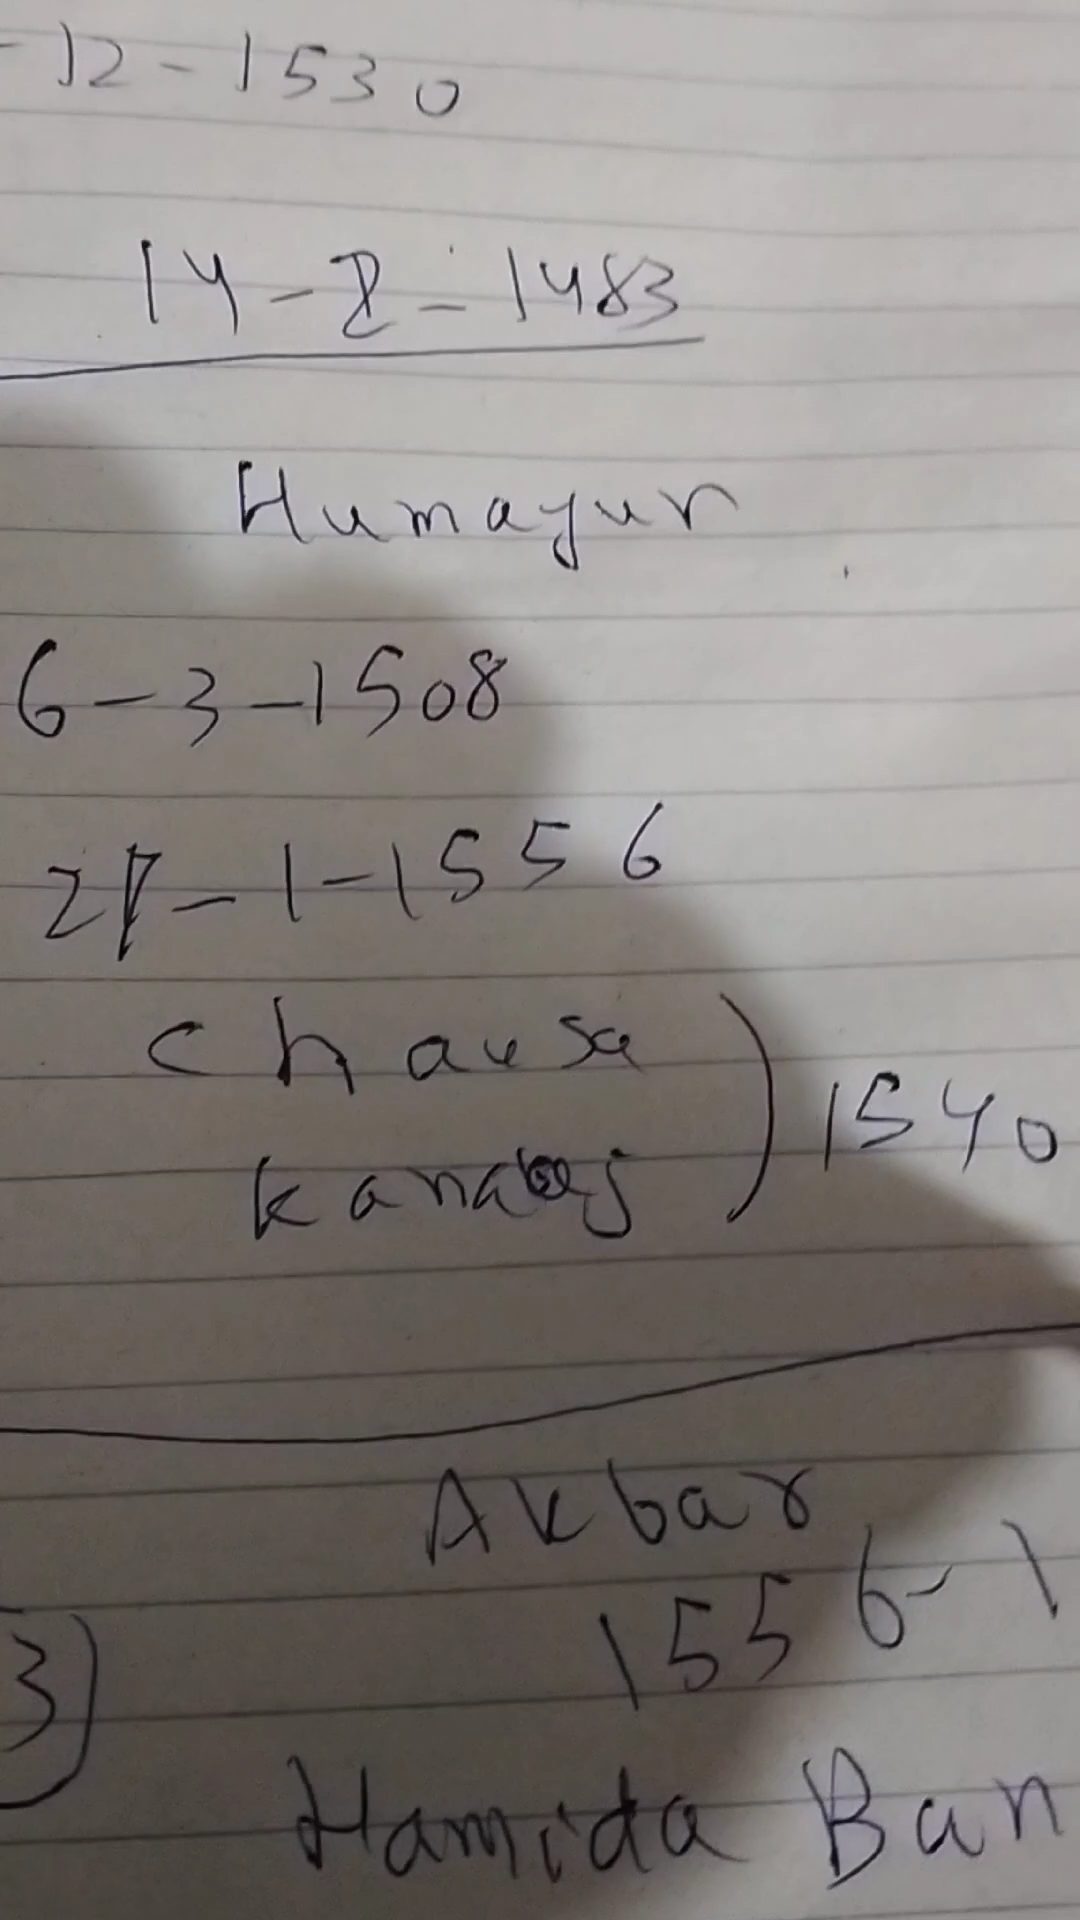 -12-1530
14-2-1483
Humayun
6-3-1508
27-1-1556
Chausa
1540
Akbar
1556-1
3)
Hamida Ban